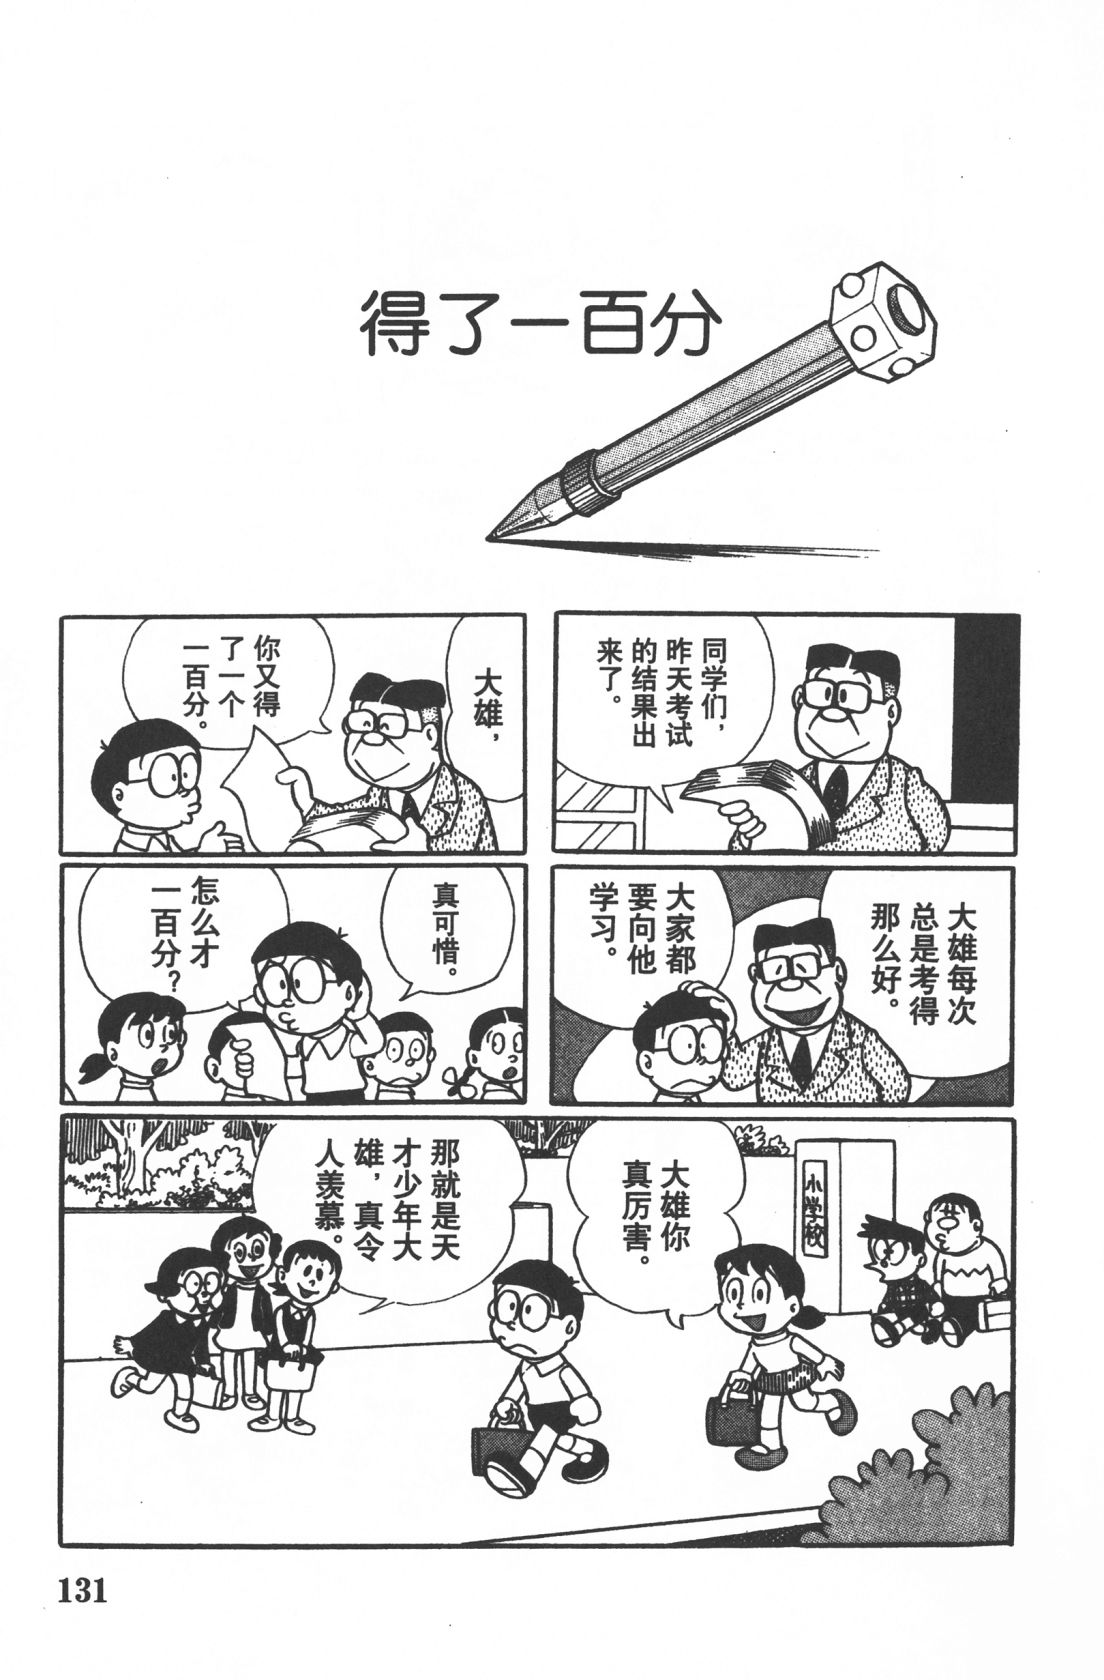 得了一百分
同学们，
昨天考试
的结果出
来了。
大雄，
你又得
了一个
一百分。
大雄每次
总是考得
那么好。
大家都
要向他
学习。
真可惜。
怎么才
一百分？
小学校
大雄你
真厉害。
那就是天
才少年大
雄，真令
人羡慕。
131